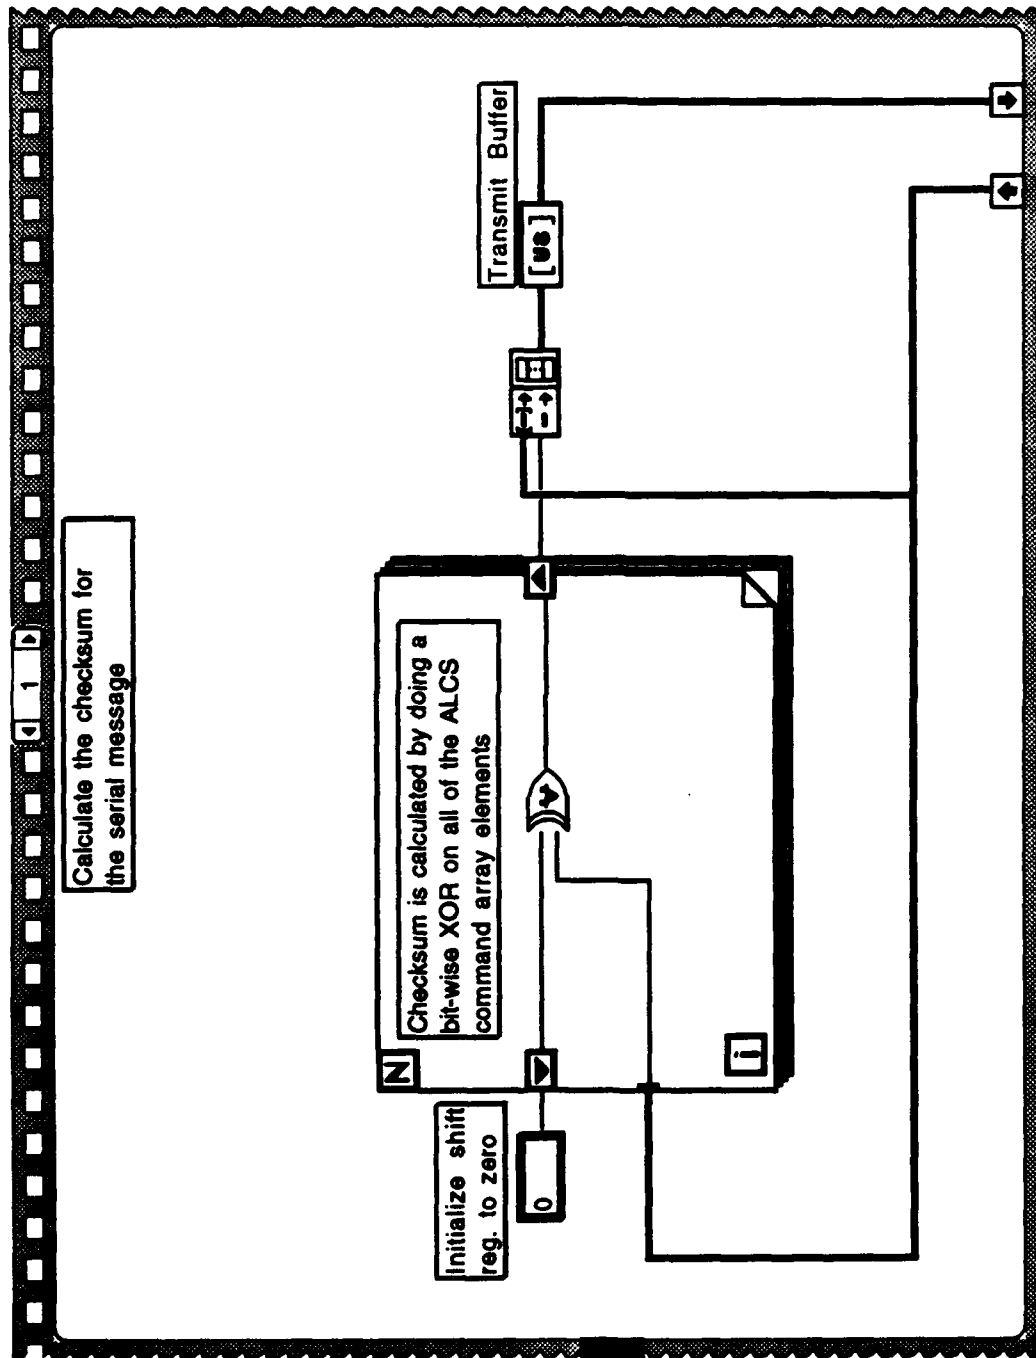 1
Calculate the checksum for
the serial message
N
Checksum is calculated by doing a
bit-wise XOR on all of the ALCS
command array elements
Initialize shift
reg. to zero
0
i
Transmit Buffer
[U8]